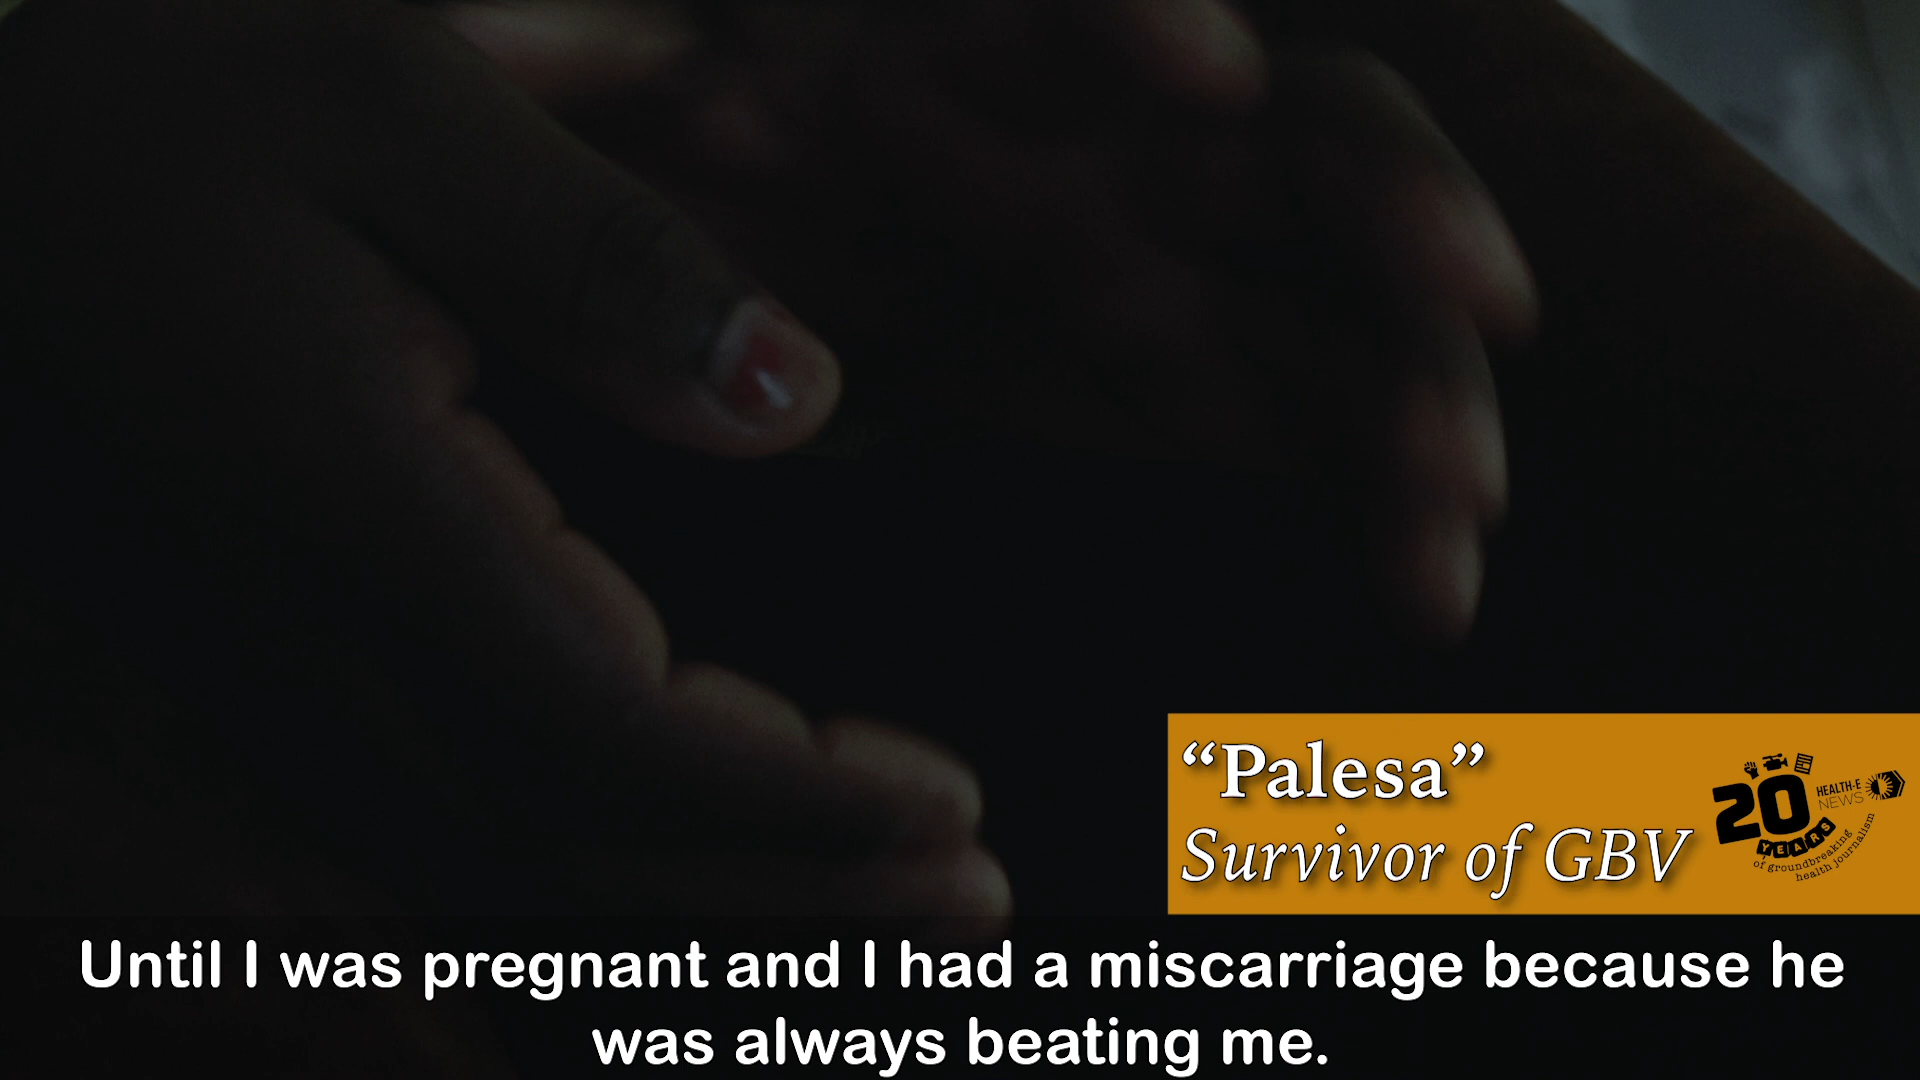 “Palesa”
Survivor of GBV
20
YEARS
HEALTH-E
NEWS
of groundbreaking
health journalism
Until I was pregnant and I had a miscarriage because he
was always beating me.